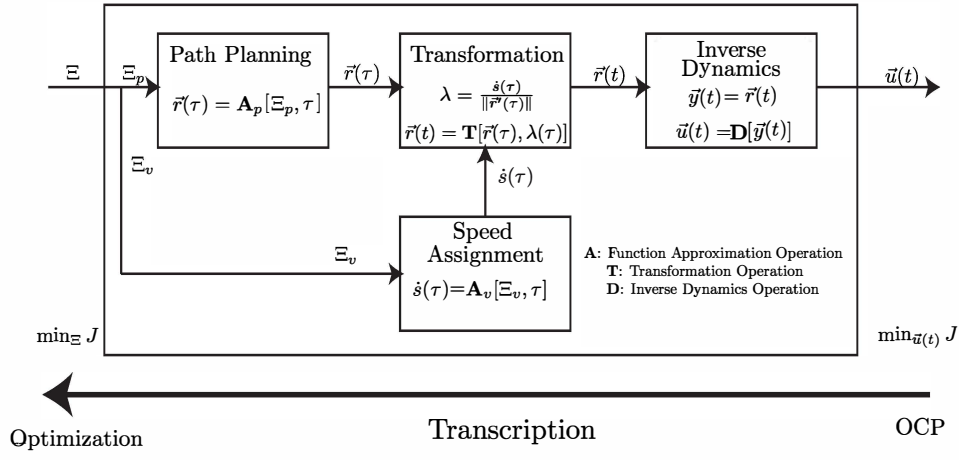 Ξ
Ξ_p
Path Planning
r⃗(τ) = A_p[Ξ_p, τ]
r⃗(τ)
Transformation
λ = ṡ(τ) / ‖r⃗′(τ)‖
r⃗(t) = T[r⃗(τ), λ(τ)]
r⃗(t)
Inverse
Dynamics
y⃗(t) = r⃗(t)
u⃗(t) =D[y⃗(t)]
u⃗(t)
Ξ_v
ṡ(τ)
Ξ_v
Speed
Assignment
ṡ(τ)=A_v[Ξ_v, τ]
A: Function Approximation Operation
T: Transformation Operation
D: Inverse Dynamics Operation
min_Ξ J
min_u⃗(t) J
Optimization
Transcription
OCP